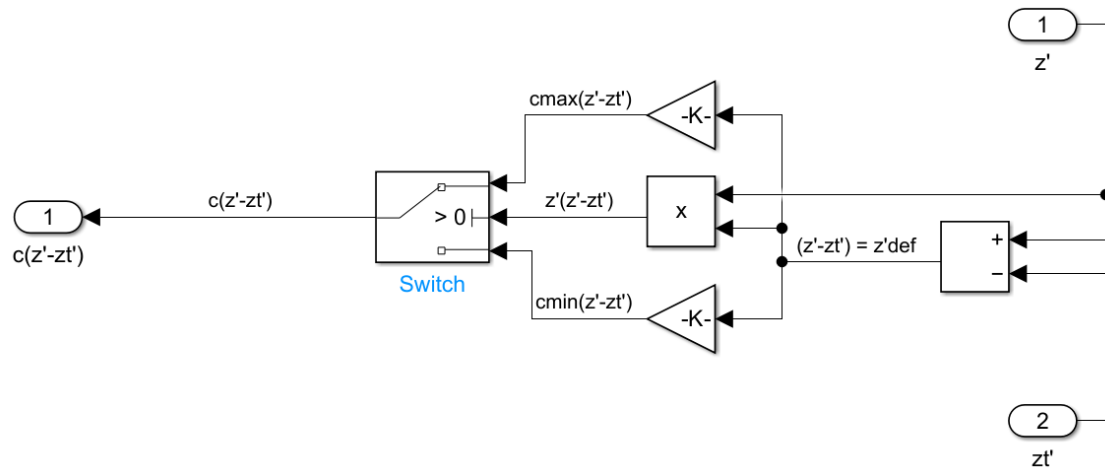 1
z'
cmax(z'-zt')
-K-
c(z'-zt')
> 0
z'(z'-zt')
x
+
−
(z'-zt') = z'def
1
c(z'-zt')
Switch
cmin(z'-zt')
-K-
2
zt'